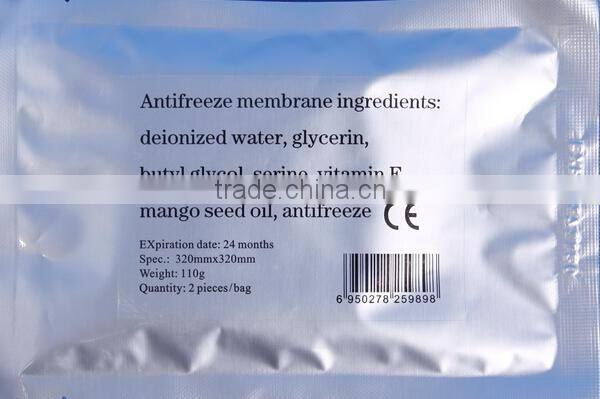 Antifreeze membrane ingredients:
deionized water, glycerin,
butyl glycol, serine, vitamin E
trade.china.cn
mango seed oil, antifreeze CE
EXpiration date: 24 months
Spec.: 320mmx320mm
Weight: 110g
Quantity: 2 pieces/bag
6 950278 259898